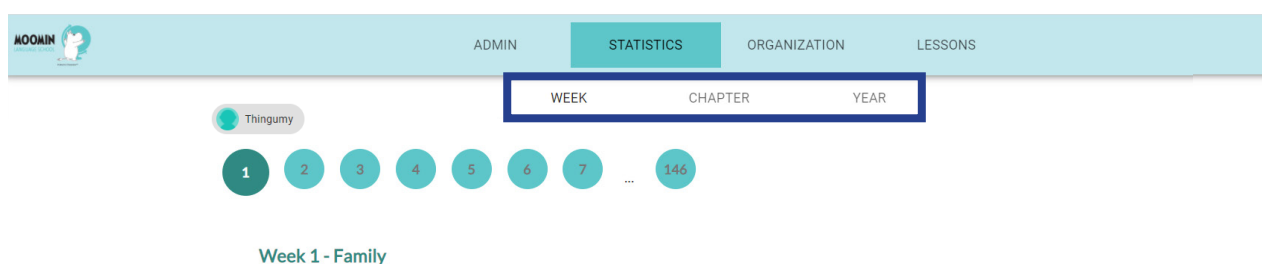 MOOMIN
ADMIN STATISTICS ORGANIZATION LESSONS
WEEK CHAPTER YEAR
Thingumy
1 2 3 4 5 6 7 ... 146
Week 1 - Family